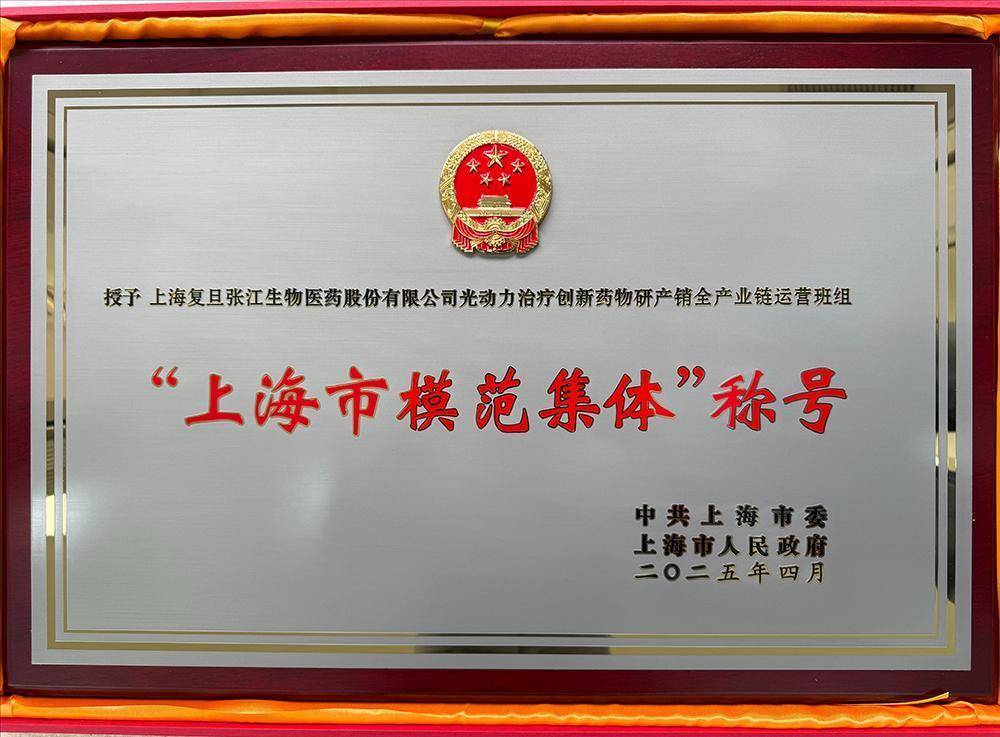 授予 上海复旦张江生物医药股份有限公司光动力治疗创新药物研产销全产业链运营班组
“上海市模范集体”称号
中共上海市委
上海市人民政府
二〇二五年四月